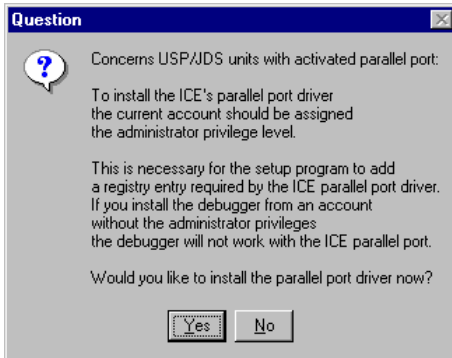 Question
Concerns USP/JDS units with activated parallel port:
To install the ICE's parallel port driver
the current account should be assigned
the administrator privilege level.
This is necessary for the setup program to add
a registry entry required by the ICE parallel port driver.
If you install the debugger from an account
without the administrator privileges
the debugger will not work with the ICE parallel port.
Would you like to install the parallel port driver now?
Yes No